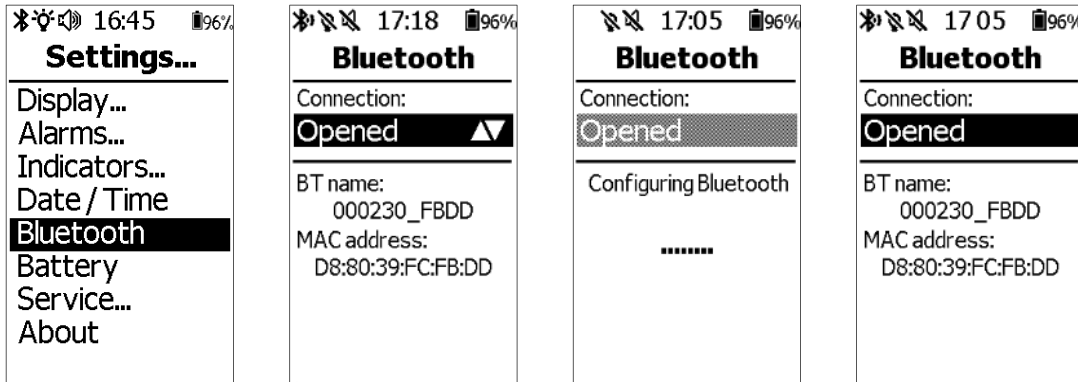 16:45 96%
Settings...
Display...
Alarms...
Indicators...
Date / Time
Bluetooth
Battery
Service...
About
17:18 96%
Bluetooth
Connection:
Opened
BT name:
000230_FBDD
MAC address:
D8:80:39:FC:FB:DD
17:05 96%
Bluetooth
Connection:
Opened
Configuring Bluetooth
........
17 05 96%
Bluetooth
Connection:
Opened
BT name:
000230_FBDD
MAC address:
D8:80:39:FC:FB:DD